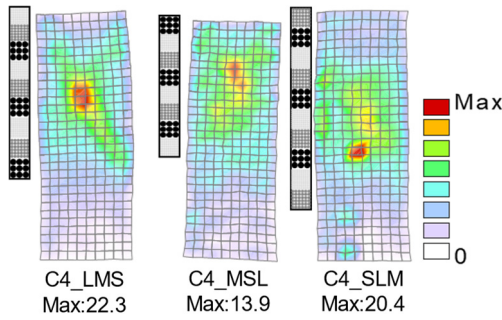 Max
0
C4_LMS
Max:22.3
C4_MSL
Max:13.9
C4_SLM
Max:20.4